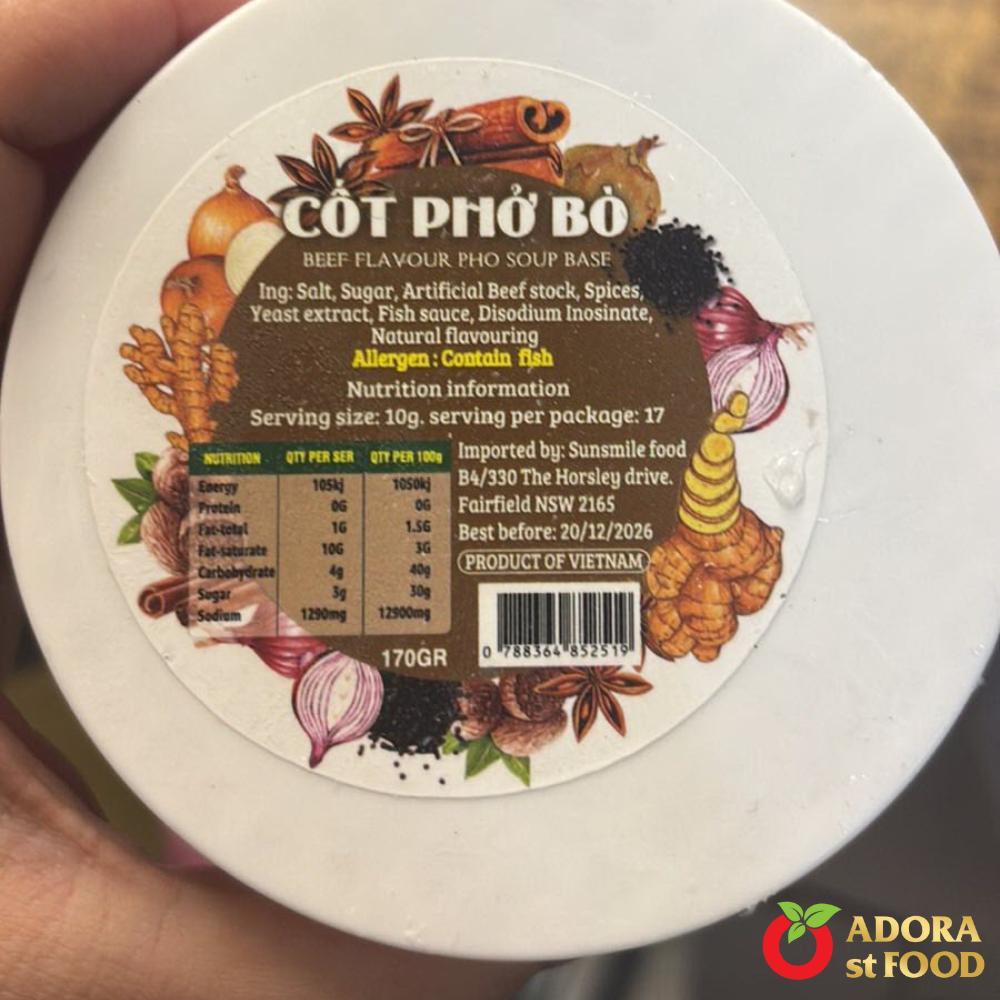 CỐT PHỞ BÒ
BEEF FLAVOUR PHO SOUP BASE
Ing: Salt, Sugar, Artificial Beef stock, Spices,
Yeast extract, Fish sauce, Disodium Inosinate,
Natural flavouring
Allergen : Contain fish
Nutrition information
Serving size: 10g. serving per package: 17
NUTRITION QTY PER SER QTY PER 100g
Energy 105kj 1050kj
Protein 0G 0G
Fat-total 1G 1.5G
Fat-saturate 10G 3G
Carbohydrate 4g 40g
Sugar 3g 30g
Sodium 1290mg 12900mg
170GR
Imported by: Sunsmile food
B4/330 The Horsley drive.
Fairfield NSW 2165
Best before: 20/12/2026
PRODUCT OF VIETNAM
0 788364 852519
ADORA
st FOOD